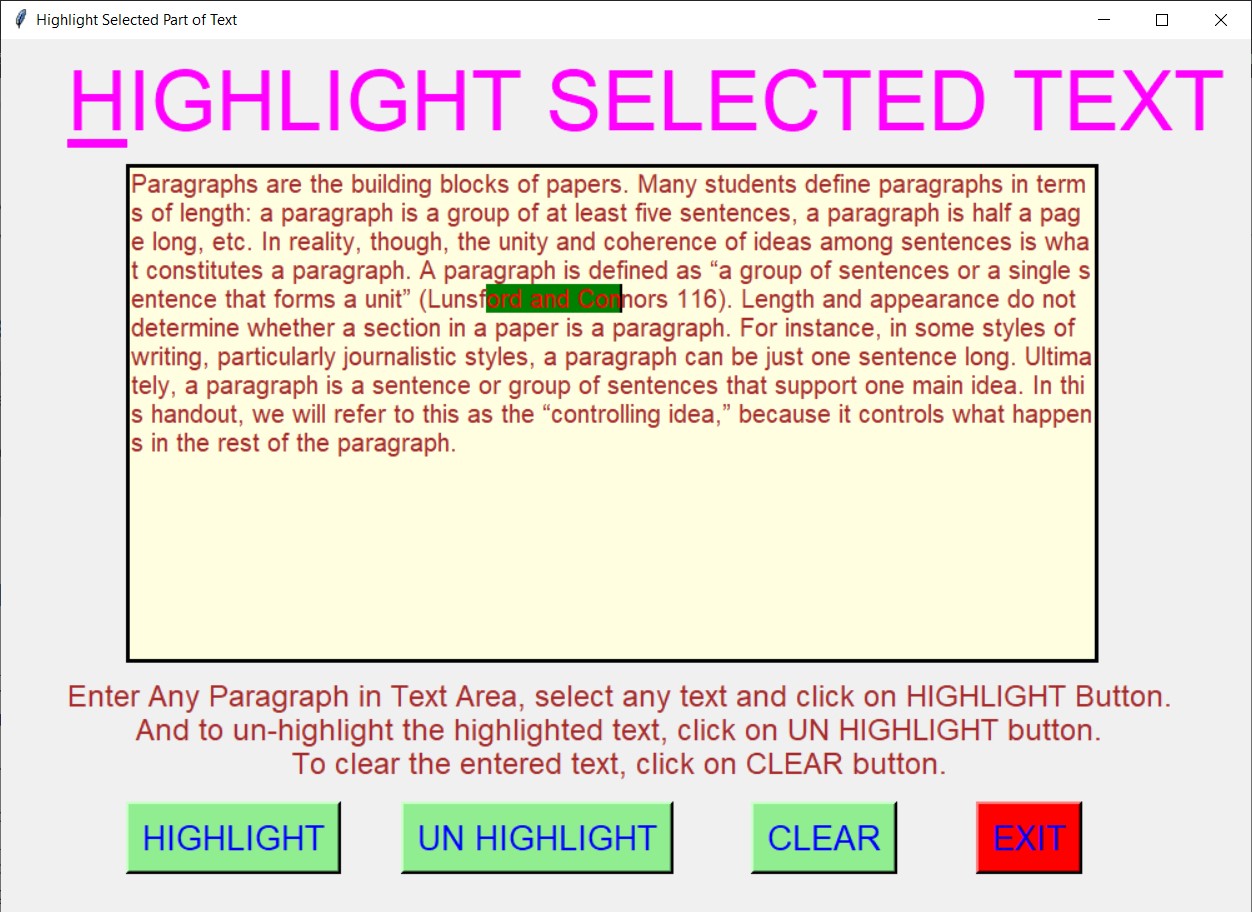 Highlight Selected Part of Text
HIGHLIGHT SELECTED TEXT
Paragraphs are the building blocks of papers. Many students define paragraphs in term
s of length: a paragraph is a group of at least five sentences, a paragraph is half a pag
e long, etc. In reality, though, the unity and coherence of ideas among sentences is wha
t constitutes a paragraph. A paragraph is defined as “a group of sentences or a single s
entence that forms a unit” (Lunsford and Connors 116). Length and appearance do not
determine whether a section in a paper is a paragraph. For instance, in some styles of
writing, particularly journalistic styles, a paragraph can be just one sentence long. Ultima
tely, a paragraph is a sentence or group of sentences that support one main idea. In thi
s handout, we will refer to this as the “controlling idea,” because it controls what happen
s in the rest of the paragraph.
Enter Any Paragraph in Text Area, select any text and click on HIGHLIGHT Button.
And to un-highlight the highlighted text, click on UN HIGHLIGHT button.
To clear the entered text, click on CLEAR button.
HIGHLIGHT
UN HIGHLIGHT
CLEAR
EXIT